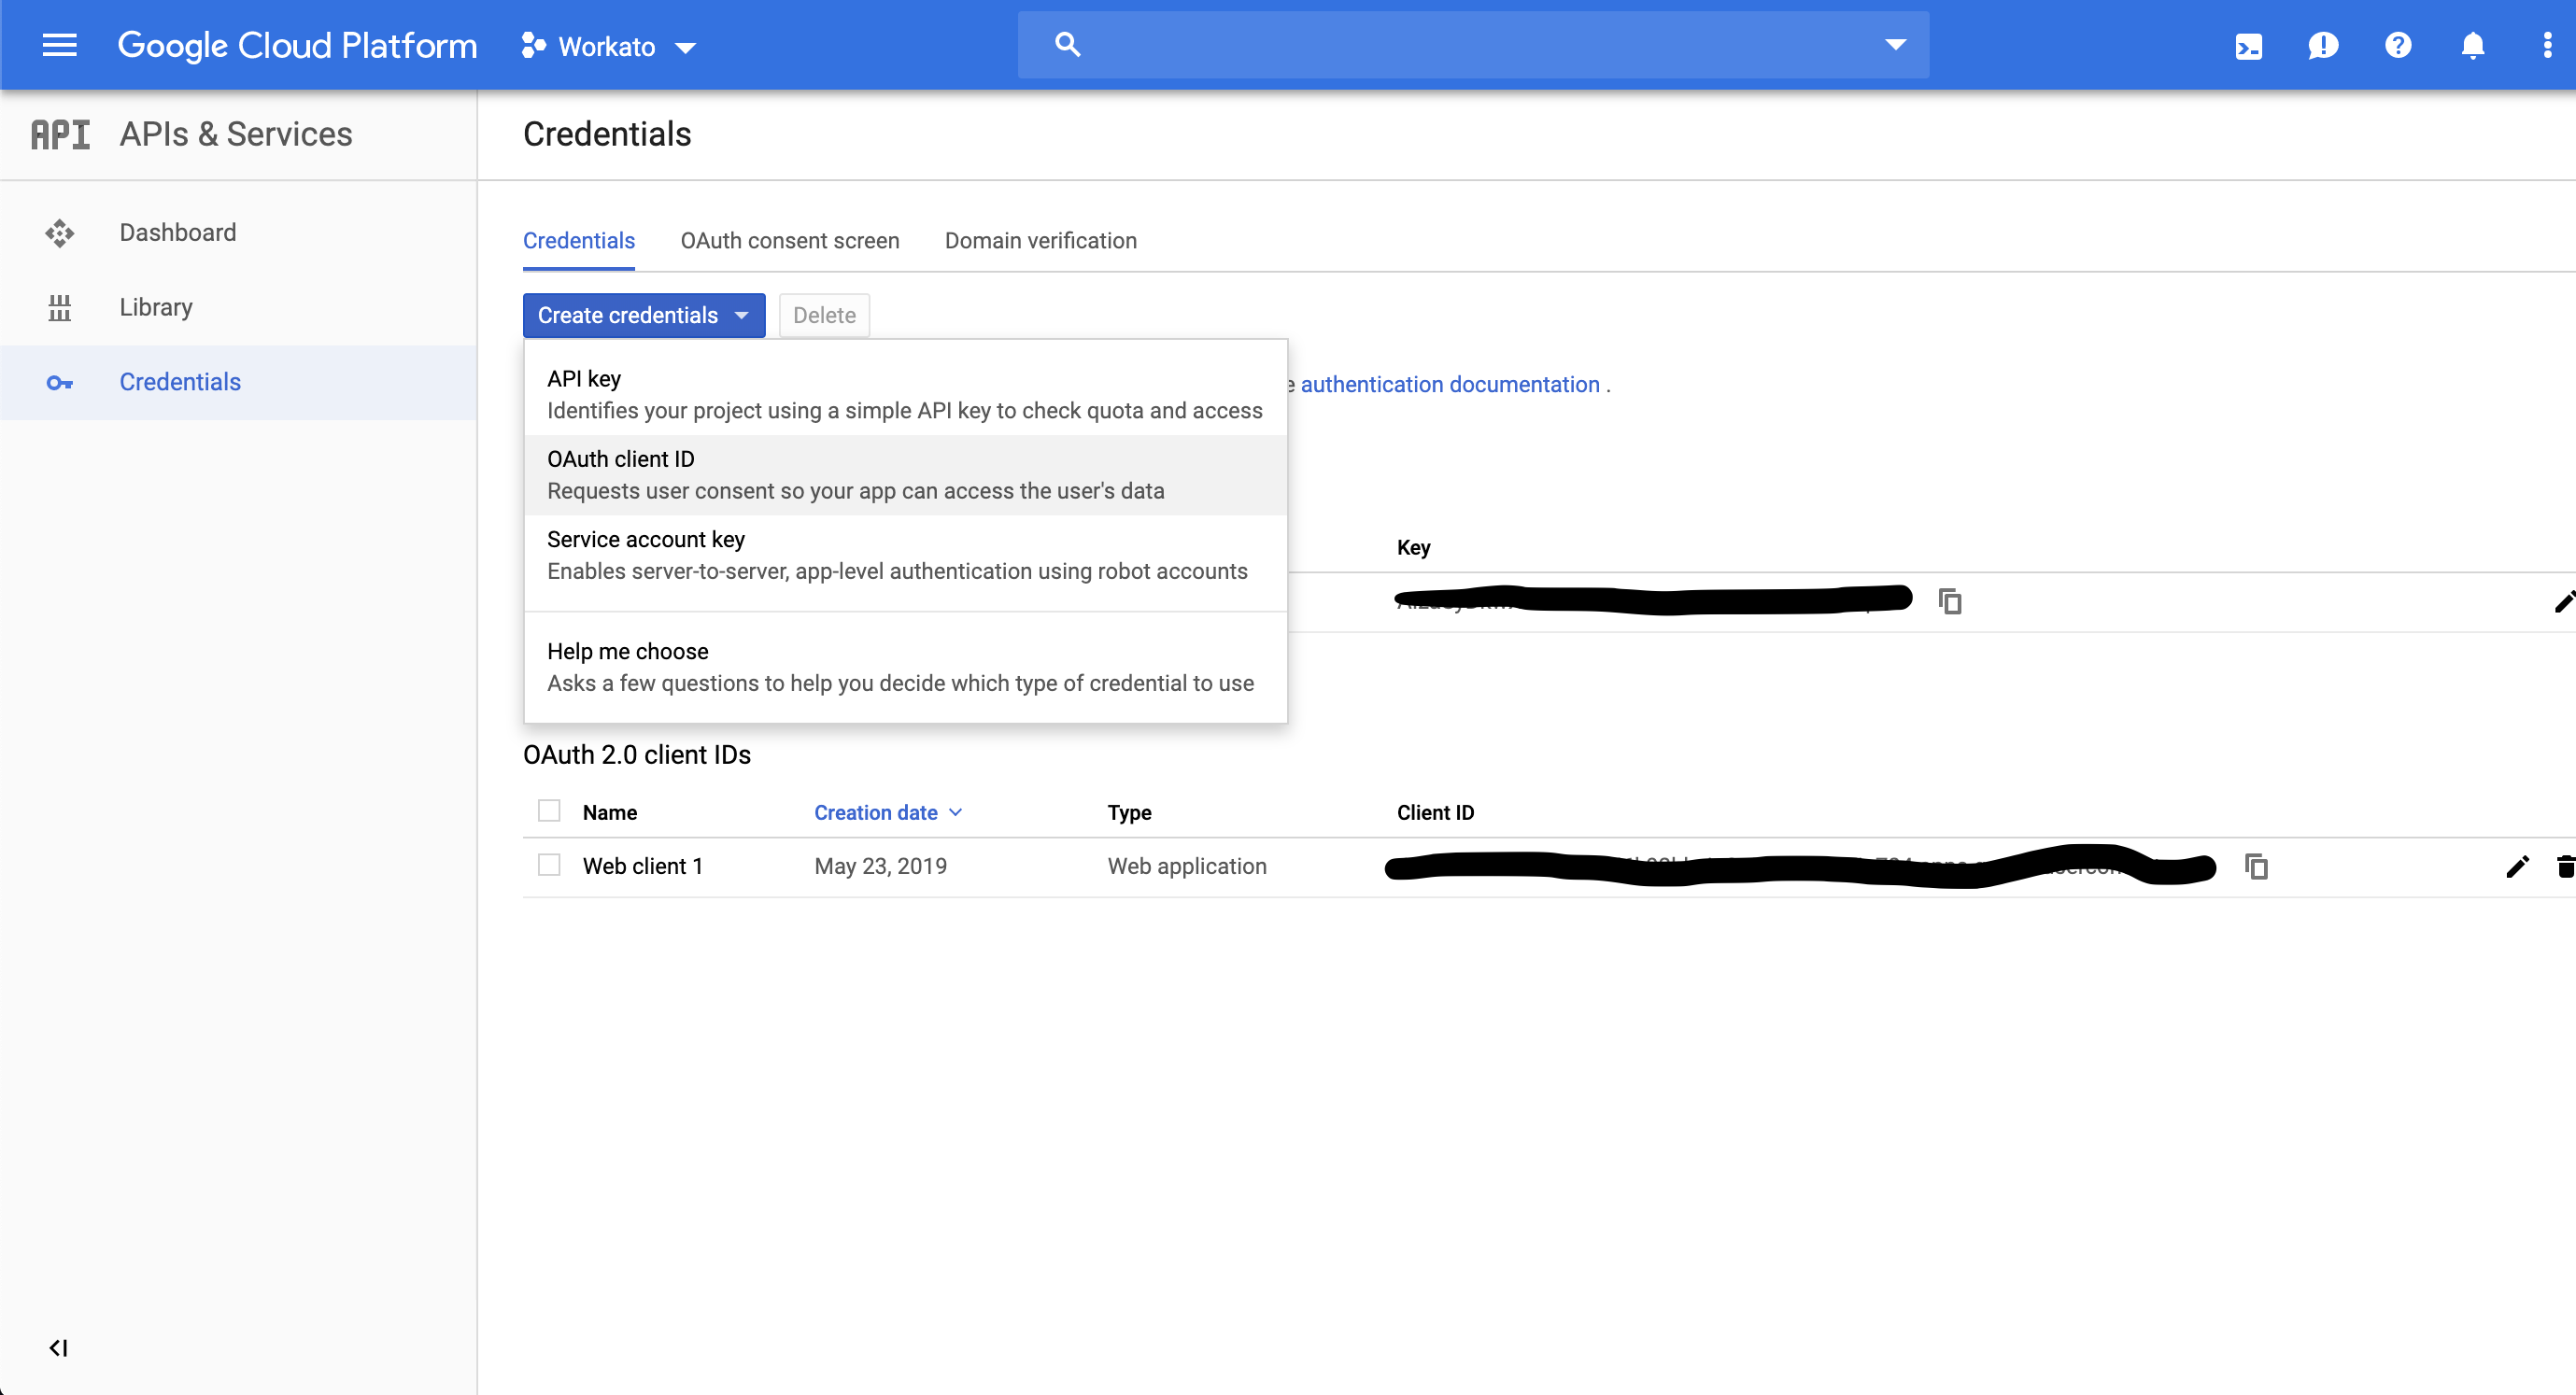 Google Cloud Platform
Workato
API APIs & Services
Credentials
Dashboard
Library
Credentials
Credentials OAuth consent screen Domain verification
Create credentials Delete
API key
Identifies your project using a simple API key to check quota and access
e authentication documentation .
OAuth client ID
Requests user consent so your app can access the user's data
Service account key
Enables server-to-server, app-level authentication using robot accounts
Key
Help me choose
Asks a few questions to help you decide which type of credential to use
OAuth 2.0 client IDs
Name Creation date Type Client ID
Web client 1 May 23, 2019 Web application